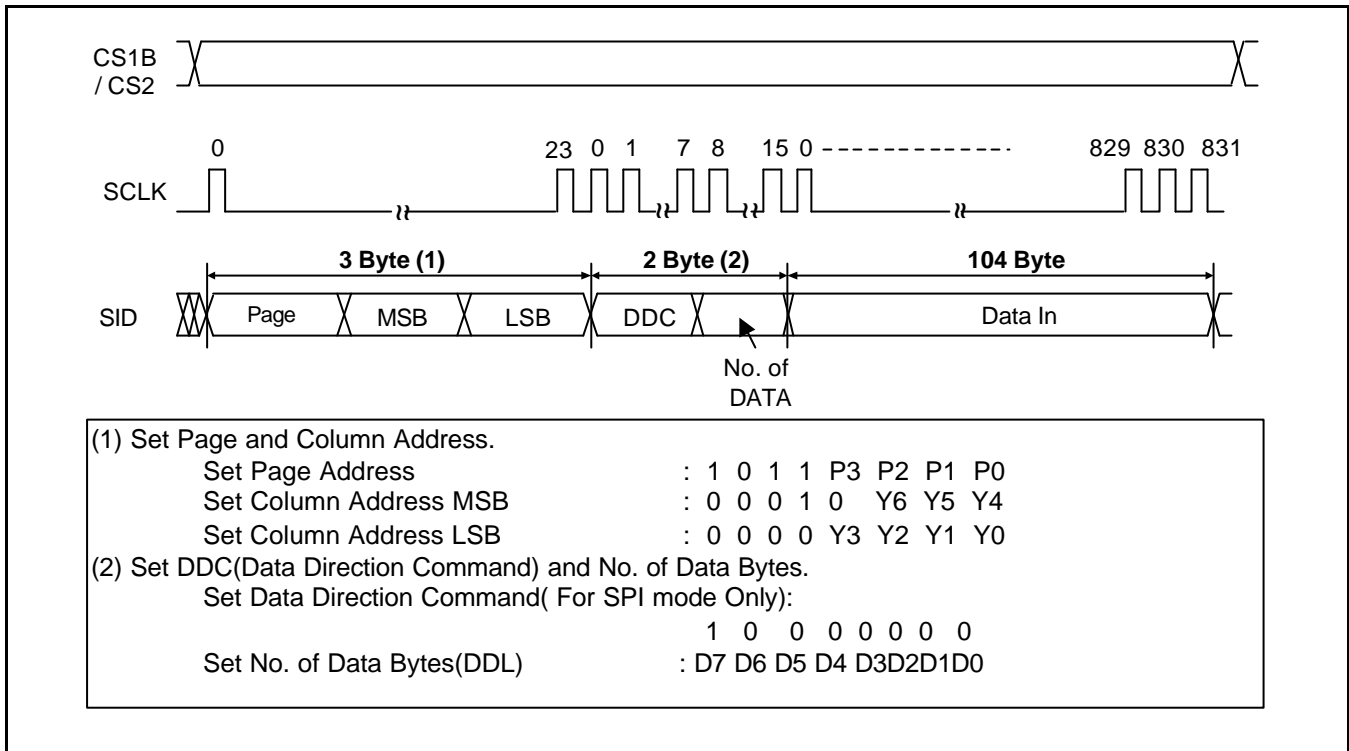 CS1B
/ CS2
0 23 0 1 7 8 15 0 829 830 831
SCLK
3 Byte (1) 2 Byte (2) 104 Byte
SID Page MSB LSB DDC Data In
No. of
DATA
(1) Set Page and Column Address.
Set Page Address : 1 0 1 1 P3 P2 P1 P0
Set Column Address MSB : 0 0 0 1 0 Y6 Y5 Y4
Set Column Address LSB : 0 0 0 0 Y3 Y2 Y1 Y0
(2) Set DDC(Data Direction Command) and No. of Data Bytes.
Set Data Direction Command( For SPI mode Only):
1 0 0 0 0 0 0 0
Set No. of Data Bytes(DDL) : D7 D6 D5 D4 D3D2D1D0